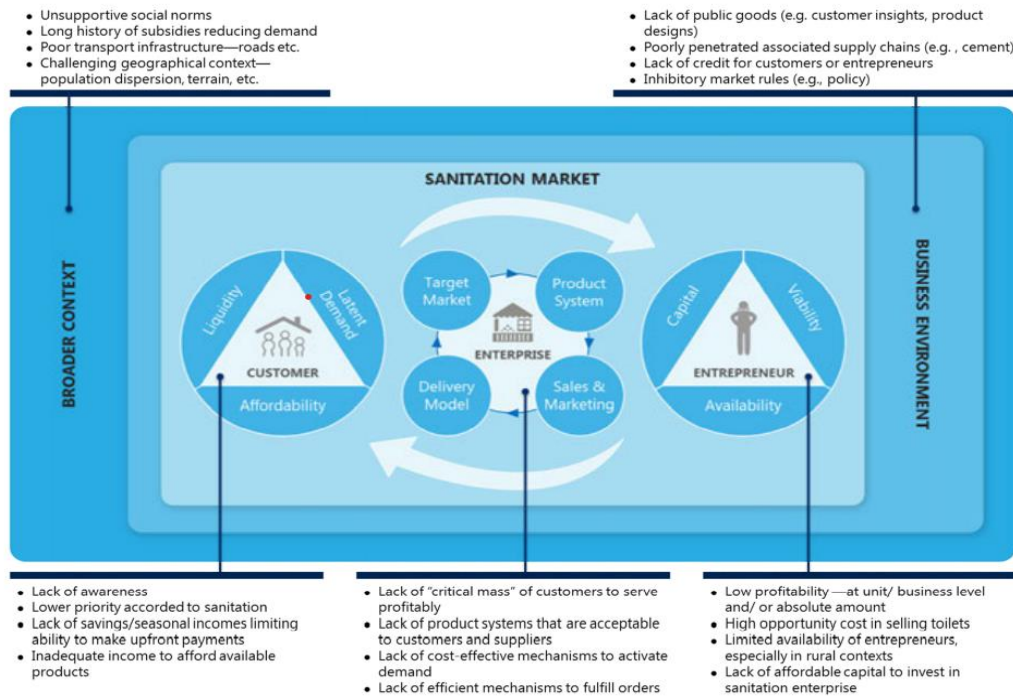 • Unsupportive social norms
• Long history of subsidies reducing demand
• Poor transport infrastructure—roads etc.
• Challenging geographical context—
population dispersion, terrain, etc.
• Lack of public goods (e.g. customer insights, product
designs)
• Poorly penetrated associated supply chains (e.g. , cement)
• Lack of credit for customers or entrepreneurs
• Inhibitory market rules (e.g., policy)
SANITATION MARKET
BROADER CONTEXT
BUSINESS ENVIRONMENT
Liquidity
Latent
Demand
CUSTOMER
Affordability
Target
Market
Product
System
ENTERPRISE
Delivery
Model
Sales &
Marketing
Capital
Viability
ENTREPRENEUR
Availability
• Lack of awareness
• Lower priority accorded to sanitation
• Lack of savings/seasonal incomes limiting
ability to make upfront payments
• Inadequate income to afford available
products
• Lack of "critical mass" of customers to serve
profitably
• Lack of product systems that are acceptable
to customers and suppliers
• Lack of cost-effective mechanisms to activate
demand
• Lack of efficient mechanisms to fulfill orders
• Low profitability —at unit/ business level
and/ or absolute amount
• High opportunity cost in selling toilets
• Limited availability of entrepreneurs,
especially in rural contexts
• Lack of affordable capital to invest in
sanitation enterprise